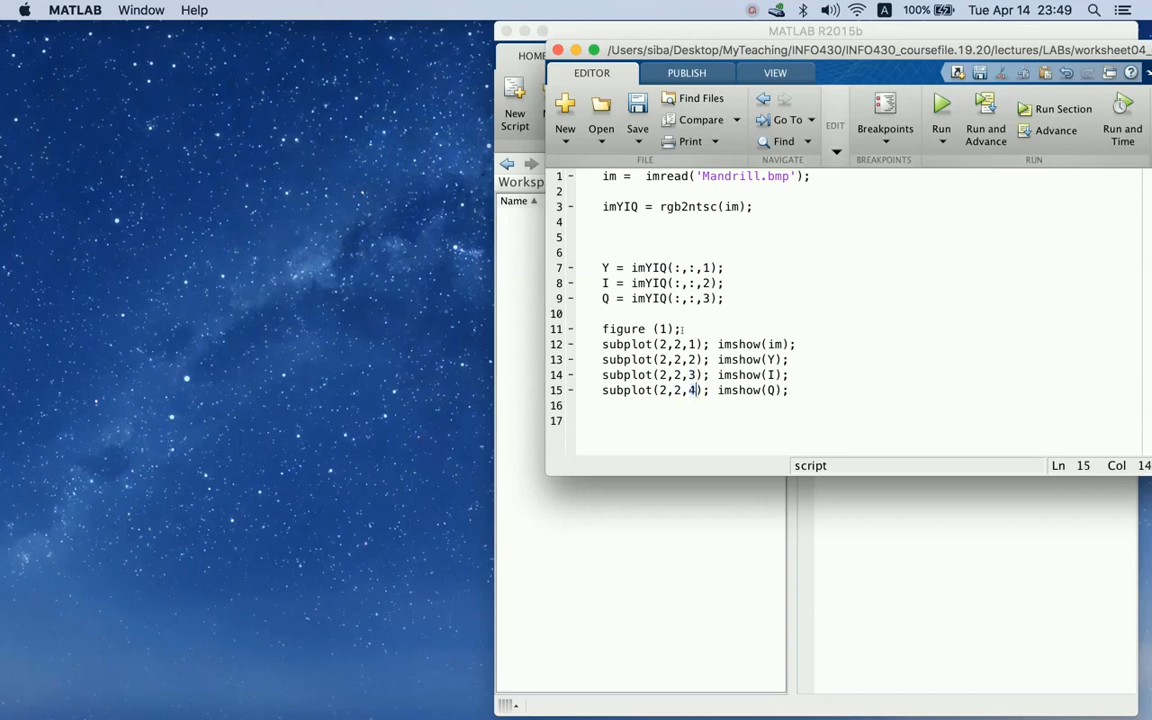 MATLAB Window Help A 100% Tue Apr 14 23:49
MATLAB R2015b
/Users/siba/Desktop/MyTeaching/INFO430/INFO430_coursefile.19.20/lectures/LABs/worksheet04_
HOME
EDITOR PUBLISH VIEW
New Script
New Open Save
Find Files
Compare
Print
FILE
Go To
Find
NAVIGATE
EDIT
Breakpoints
BREAKPOINTS
Run
Run and Advance
Run Section
Advance
Run and Time
RUN
Worksp
Name
1 im = imread('Mandrill.bmp');
2
3 imYIQ = rgb2ntsc(im);
4
5
6
7 Y = imYIQ(:,:,1);
8 I = imYIQ(:,:,2);
9 Q = imYIQ(:,:,3);
10
11 figure (1);
12 subplot(2,2,1); imshow(im);
13 subplot(2,2,2); imshow(Y);
14 subplot(2,2,3); imshow(I);
15 subplot(2,2,4); imshow(Q);
16
17
script Ln 15 Col 14